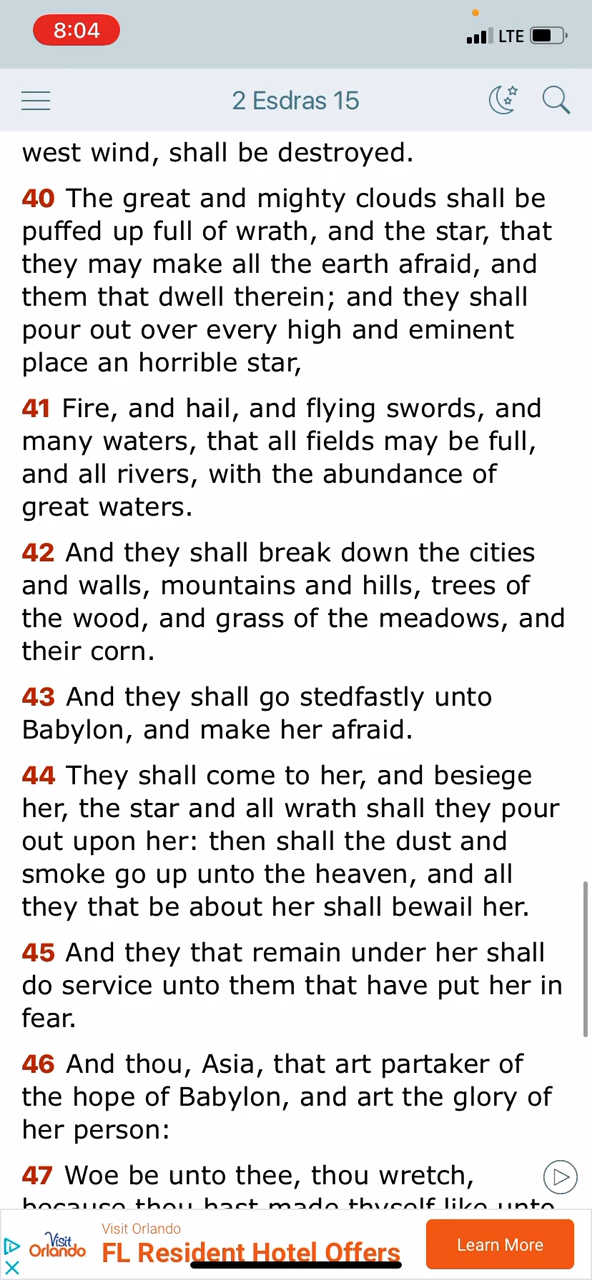 8:04
LTE
2 Esdras 15
west wind, shall be destroyed.
40 The great and mighty clouds shall be
puffed up full of wrath, and the star, that
they may make all the earth afraid, and
them that dwell therein; and they shall
pour out over every high and eminent
place an horrible star,
41 Fire, and hail, and flying swords, and
many waters, that all fields may be full,
and all rivers, with the abundance of
great waters.
42 And they shall break down the cities
and walls, mountains and hills, trees of
the wood, and grass of the meadows, and
their corn.
43 And they shall go stedfastly unto
Babylon, and make her afraid.
44 They shall come to her, and besiege
her, the star and all wrath shall they pour
out upon her: then shall the dust and
smoke go up unto the heaven, and all
they that be about her shall bewail her.
45 And they that remain under her shall
do service unto them that have put her in
fear.
46 And thou, Asia, that art partaker of
the hope of Babylon, and art the glory of
her person:
47 Woe be unto thee, thou wretch,
because thou hast made thyself like unto
Visit Orlando
Visit
Orlando
FL Resident Hotel Offers
Learn More